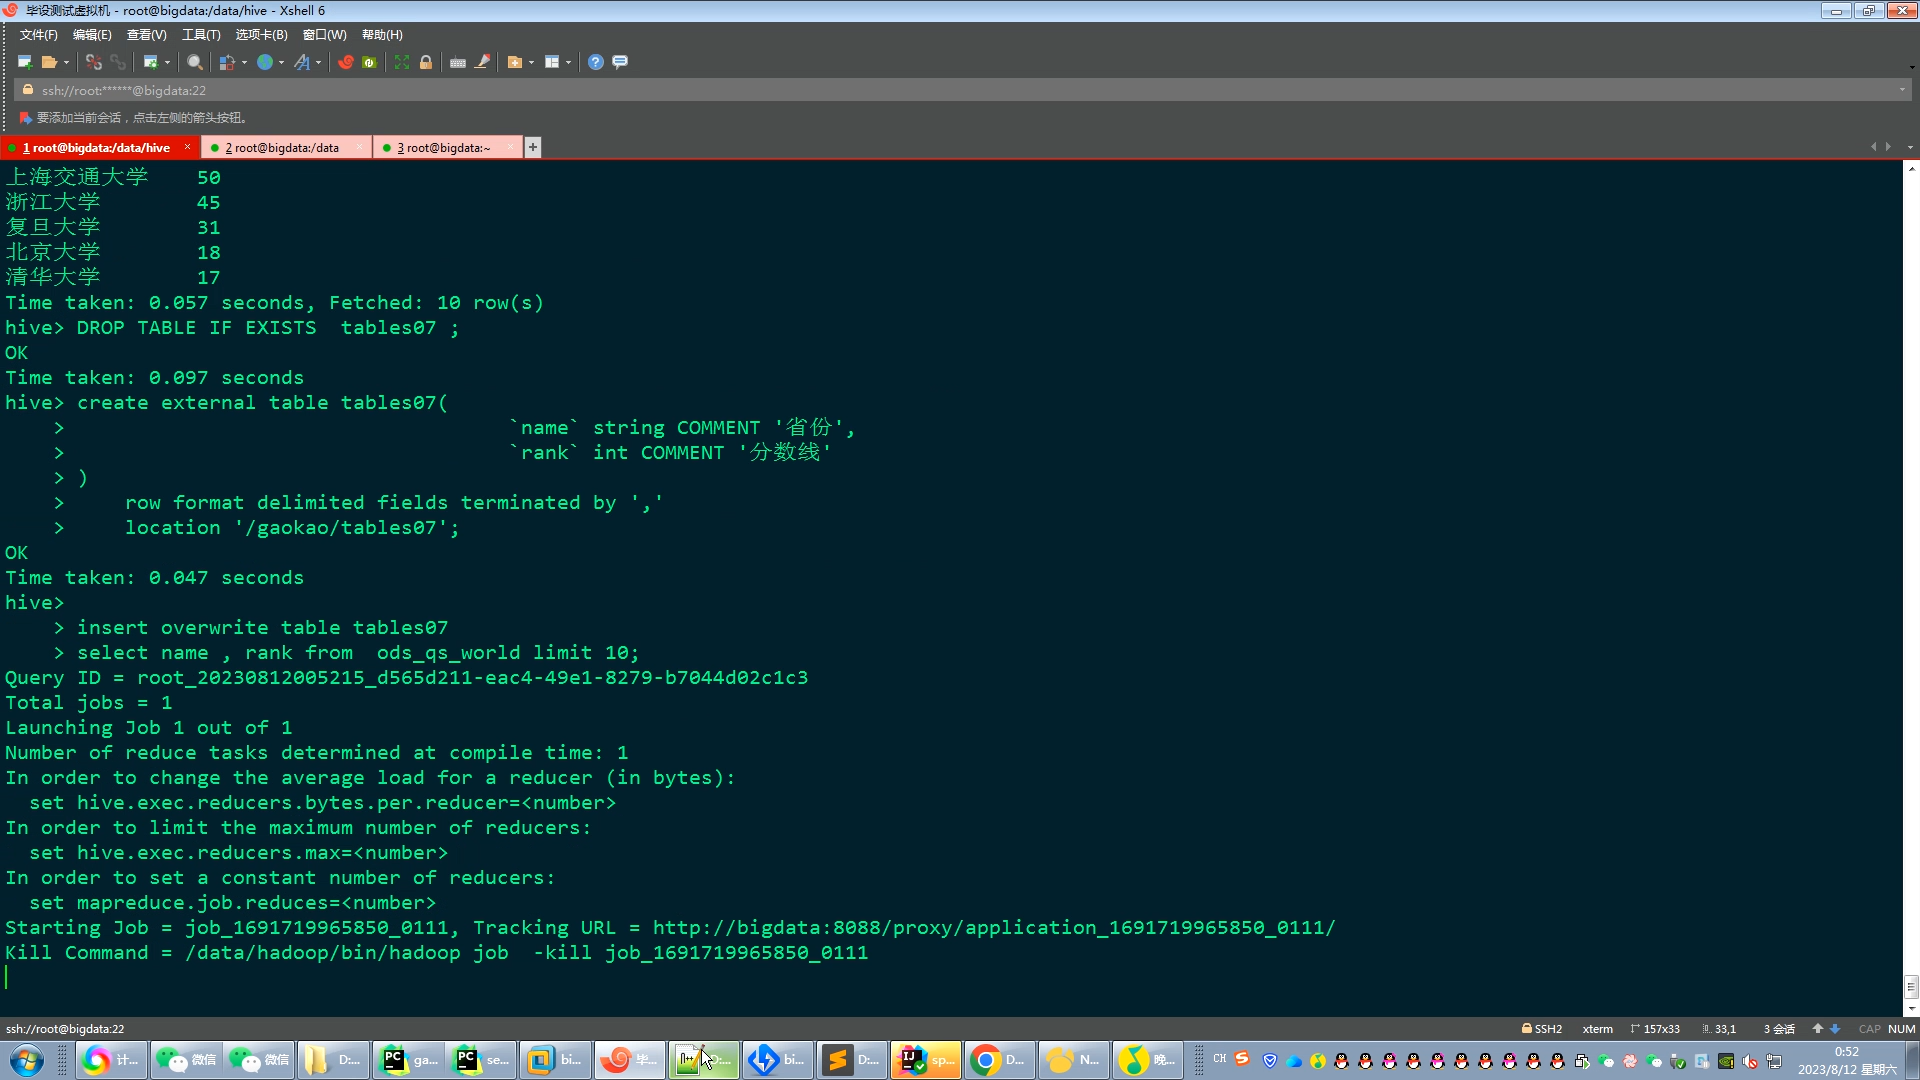 毕设测试虚拟机 - root@bigdata:/data/hive - Xshell 6
文件(F) 编辑(E) 查看(V) 工具(T) 选项卡(B) 窗口(W) 帮助(H)
ssh://root:******@bigdata:22
要添加当前会话，点击左侧的箭头按钮。
1 root@bigdata:/data/hive × 2 root@bigdata:/data × 3 root@bigdata:~ × +
上海交通大学 50
浙江大学 45
复旦大学 31
北京大学 18
清华大学 17
Time taken: 0.057 seconds, Fetched: 10 row(s)
hive> DROP TABLE IF EXISTS  tables07 ;
OK
Time taken: 0.097 seconds
hive> create external table tables07(
    >                                     `name` string COMMENT '省份',
    >                                     `rank` int COMMENT '分数线'
    > )
    >     row format delimited fields terminated by ','
    >     location '/gaokao/tables07';
OK
Time taken: 0.047 seconds
hive>
    > insert overwrite table tables07
    > select name , rank from  ods_qs_world limit 10;
Query ID = root_20230812005215_d565d211-eac4-49e1-8279-b7044d02c1c3
Total jobs = 1
Launching Job 1 out of 1
Number of reduce tasks determined at compile time: 1
In order to change the average load for a reducer (in bytes):
  set hive.exec.reducers.bytes.per.reducer=<number>
In order to limit the maximum number of reducers:
  set hive.exec.reducers.max=<number>
In order to set a constant number of reducers:
  set mapreduce.job.reduces=<number>
Starting Job = job_1691719965850_0111, Tracking URL = http://bigdata:8088/proxy/application_1691719965850_0111/
Kill Command = /data/hadoop/bin/hadoop job  -kill job_1691719965850_0111
ssh://root@bigdata:22 SSH2 xterm 157x33 33,1 3 会话 CAP NUM
计... 微信 微信 D:... ga... se... bi... 毕... D:... bi... D:... sp... D... N... 晚... CH 0:52
2023/8/12 星期六